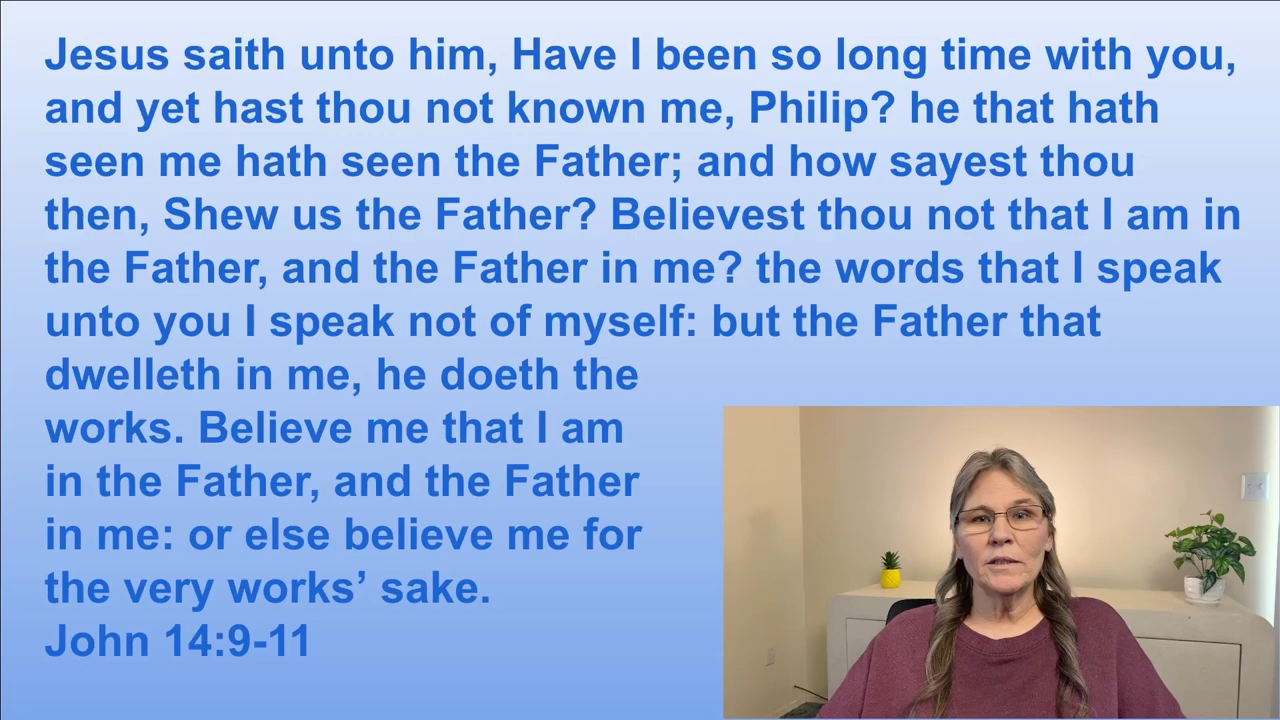 Jesus saith unto him, Have I been so long time with you,
and yet hast thou not known me, Philip? he that hath
seen me hath seen the Father; and how sayest thou
then, Shew us the Father? Believest thou not that I am in
the Father, and the Father in me? the words that I speak
unto you I speak not of myself: but the Father that
dwelleth in me, he doeth the
works. Believe me that I am
in the Father, and the Father
in me: or else believe me for
the very works’ sake.
John 14:9-11